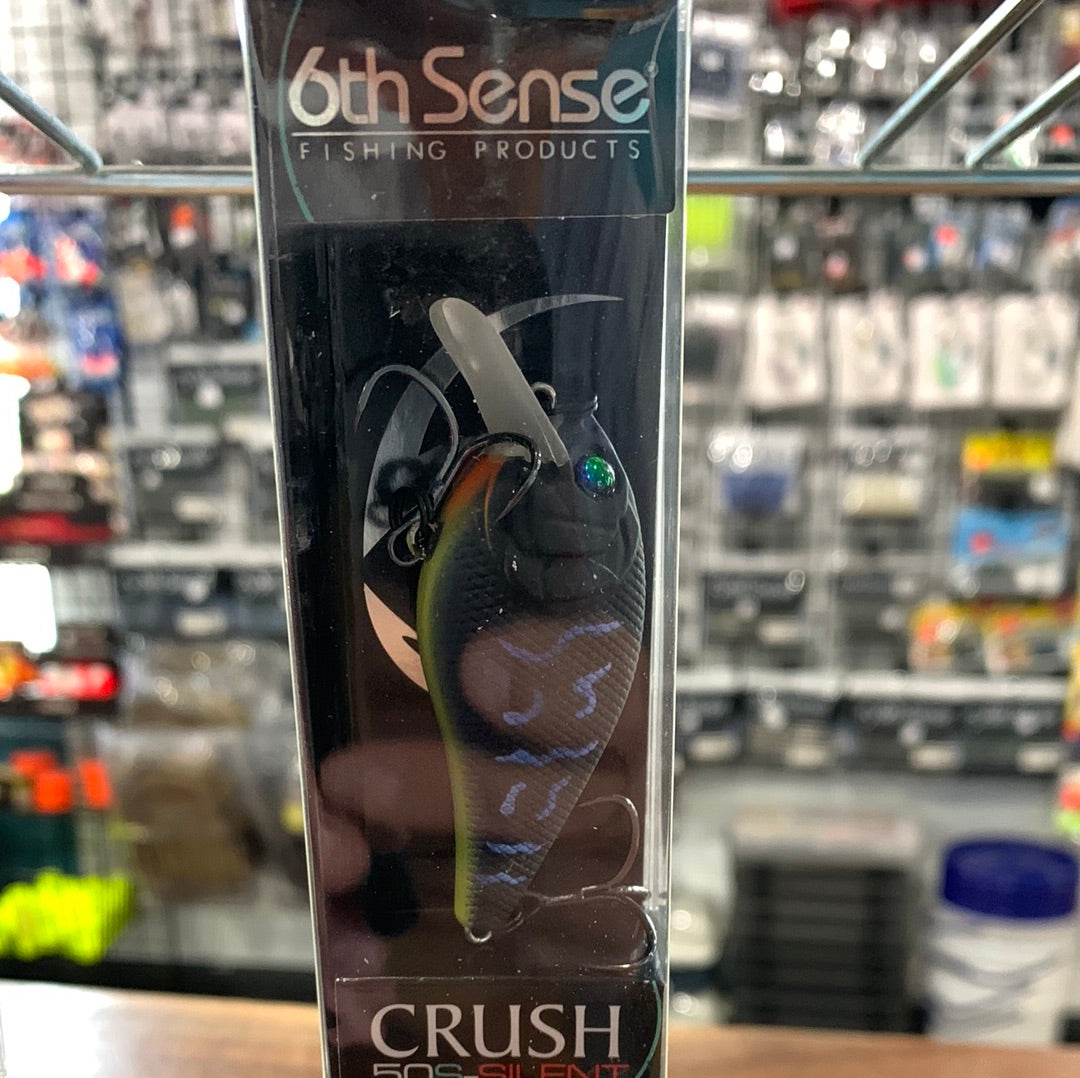 6th Sense®
FISHING PRODUCTS
CRUSH
50S-SILENT